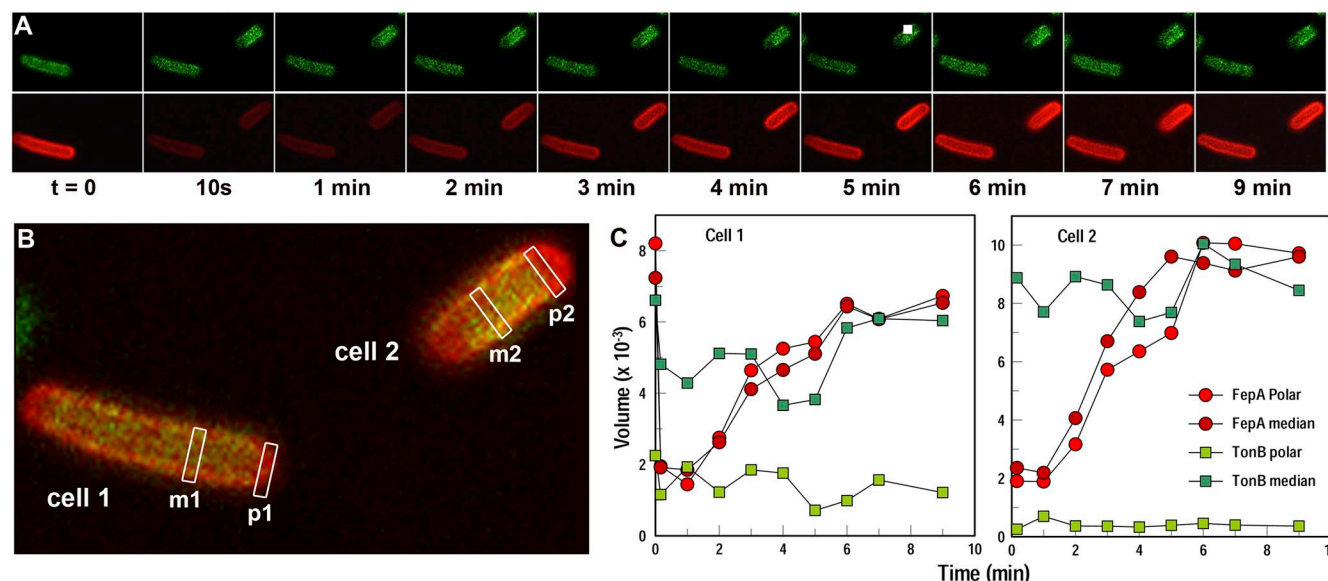 A
t = 0 10s 1 min 2 min 3 min 4 min 5 min 6 min 7 min 9 min
B
cell 2
p2
m2
cell 1
m1
p1
C
Cell 1
Volume (x 10⁻³)
8
6
4
2
0
0 2 4 6 8 10
Cell 2
10
8
6
4
2
0
0 2 4 6 8 1
FepA Polar
FepA median
TonB polar
TonB median
Time (min)